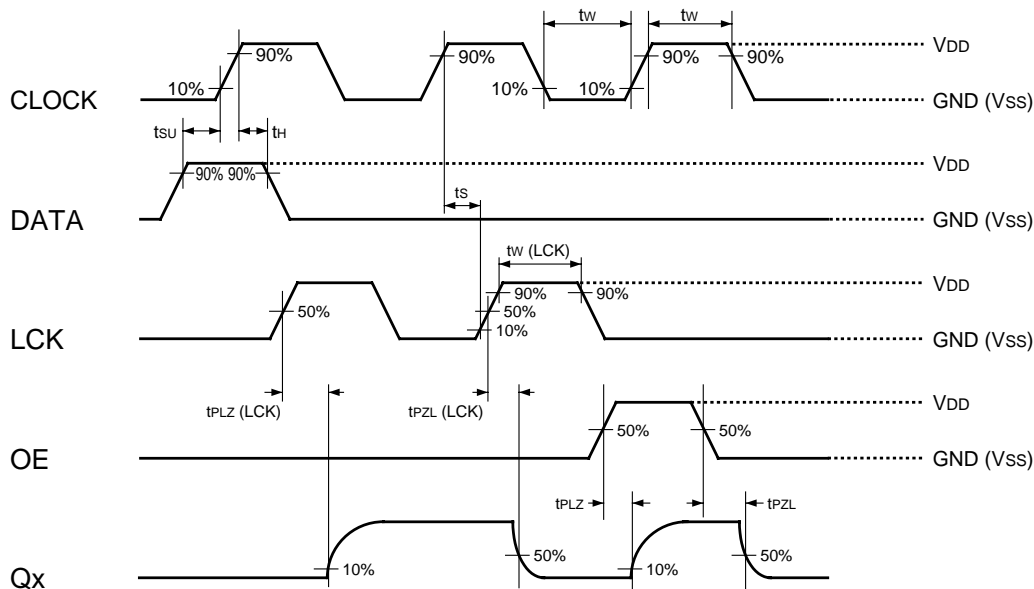 tW tW
VDD
90% 90% 90% 90%
10% 10% 10%
CLOCK GND (VSS)
tSU tH
VDD
90% 90%
tS
DATA GND (VSS)
tW (LCK)
VDD
90% 90%
50% 50%
10%
LCK GND (VSS)
tPLZ (LCK) tPZL (LCK)
VDD
50% 50%
OE GND (VSS)
tPLZ tPZL
50% 50%
10% 10%
Qx